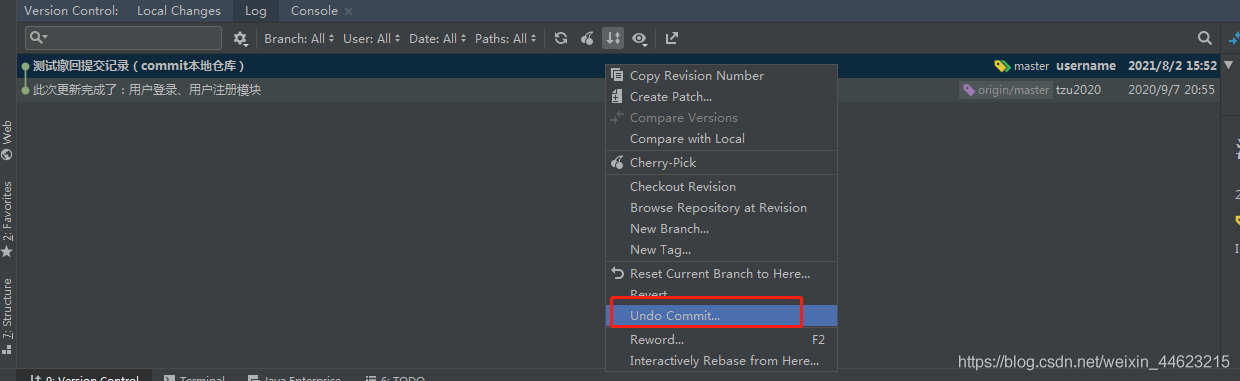 Version Control: Local Changes Log Console
Branch: All User: All Date: All Paths: All
测试撤回提交记录（commit本地仓库） master username 2021/8/2 15:52
此次更新完成了：用户登录、用户注册模块 origin/master tzu2020 2020/9/7 20:55
Copy Revision Number
Create Patch...
Compare Versions
Compare with Local
Cherry-Pick
Checkout Revision
Browse Repository at Revision
New Branch...
New Tag...
Reset Current Branch to Here...
Revert
Undo Commit...
Reword... F2
Interactively Rebase from Here...
Web
2: Favorites
7: Structure
9: Version Control Terminal Java Enterprise 6: TODO
https://blog.csdn.net/weixin_44623215